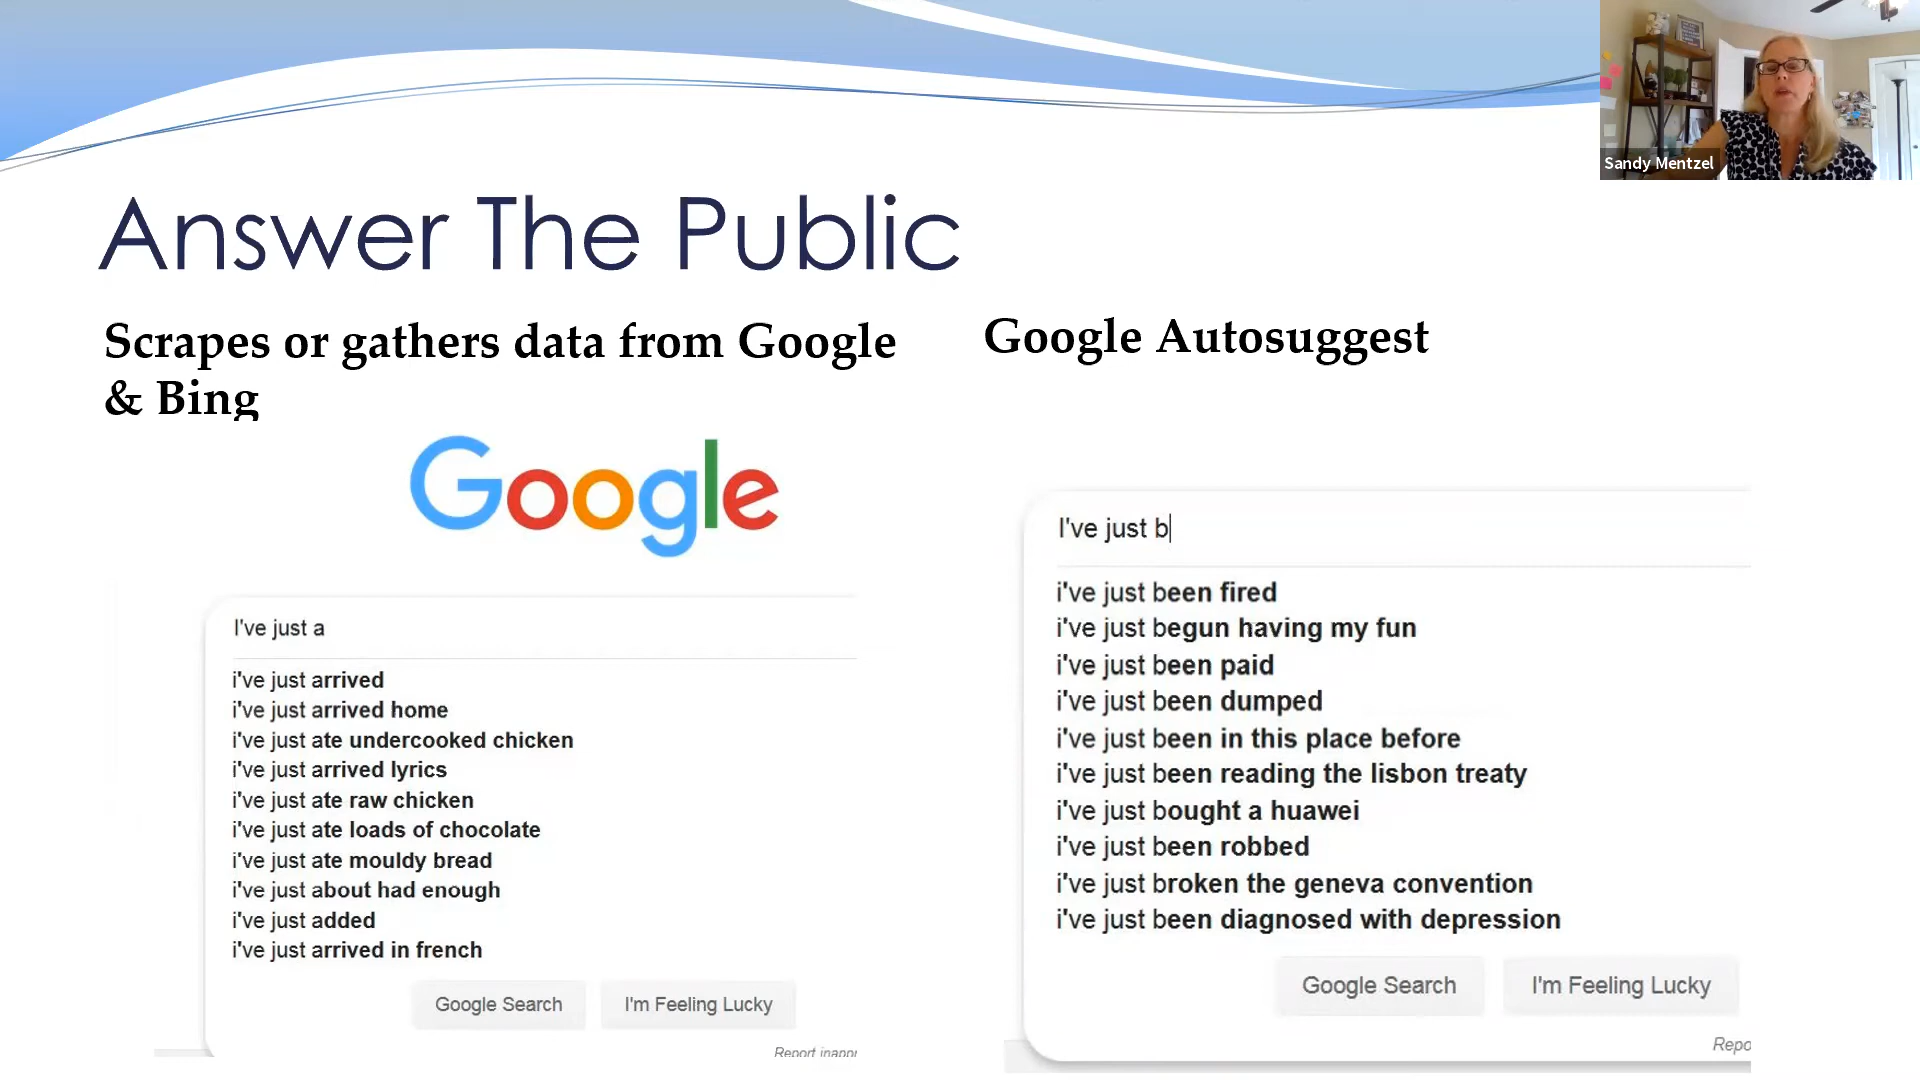 Sandy Mentzel
Answer The Public
Scrapes or gathers data from Google
& Bing
Google
I've just a
i've just arrived
i've just arrived home
i've just ate undercooked chicken
i've just arrived lyrics
i've just ate raw chicken
i've just ate loads of chocolate
i've just ate mouldy bread
i've just about had enough
i've just added
i've just arrived in french
Google Search
I'm Feeling Lucky
Report inappr
Google Autosuggest
I've just b
i've just been fired
i've just begun having my fun
i've just been paid
i've just been dumped
i've just been in this place before
i've just been reading the lisbon treaty
i've just bought a huawei
i've just been robbed
i've just broken the geneva convention
i've just been diagnosed with depression
Google Search
I'm Feeling Lucky
Repo